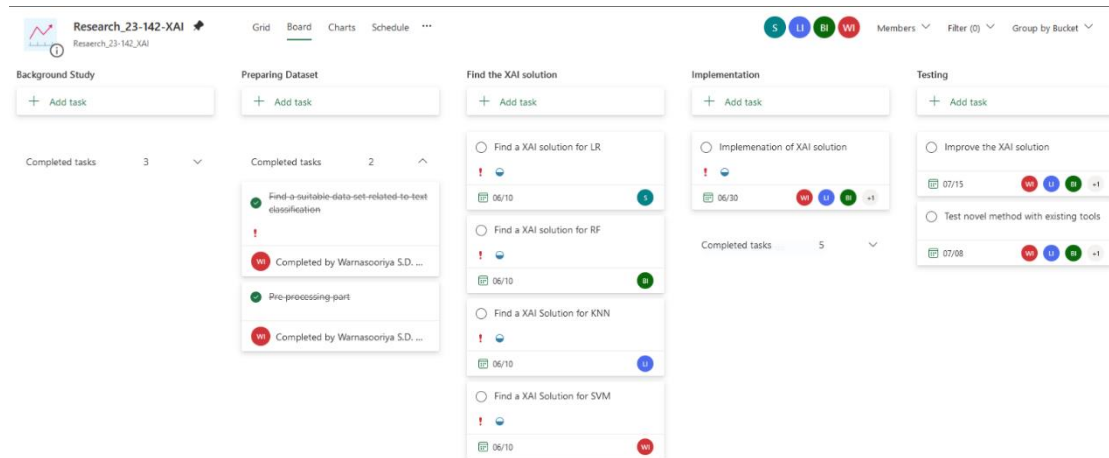 Research_23-142-XAI
Resaerch_23-142_XAI
Grid Board Charts Schedule ...
S LI BI WI Members Filter (0) Group by Bucket
Background Study
+ Add task
Completed tasks 3
Preparing Dataset
+ Add task
Completed tasks 2
Find a suitable data set related to text
classification
WI Completed by Warnasooriya S.D. ...
Pre-processing part
WI Completed by Warnasooriya S.D. ...
Find the XAI solution
+ Add task
Find a XAI solution for LR
06/10 S
Find a XAI solution for RF
06/10 BI
Find a XAI Solution for KNN
06/10 LI
Find a XAI Solution for SVM
06/10 WI
Implementation
+ Add task
Implemenation of XAI solution
06/30 WI LI BI +1
Completed tasks 5
Testing
+ Add task
Improve the XAI solution
07/15 WI LI BI +1
Test novel method with existing tools
07/08 WI LI BI +1